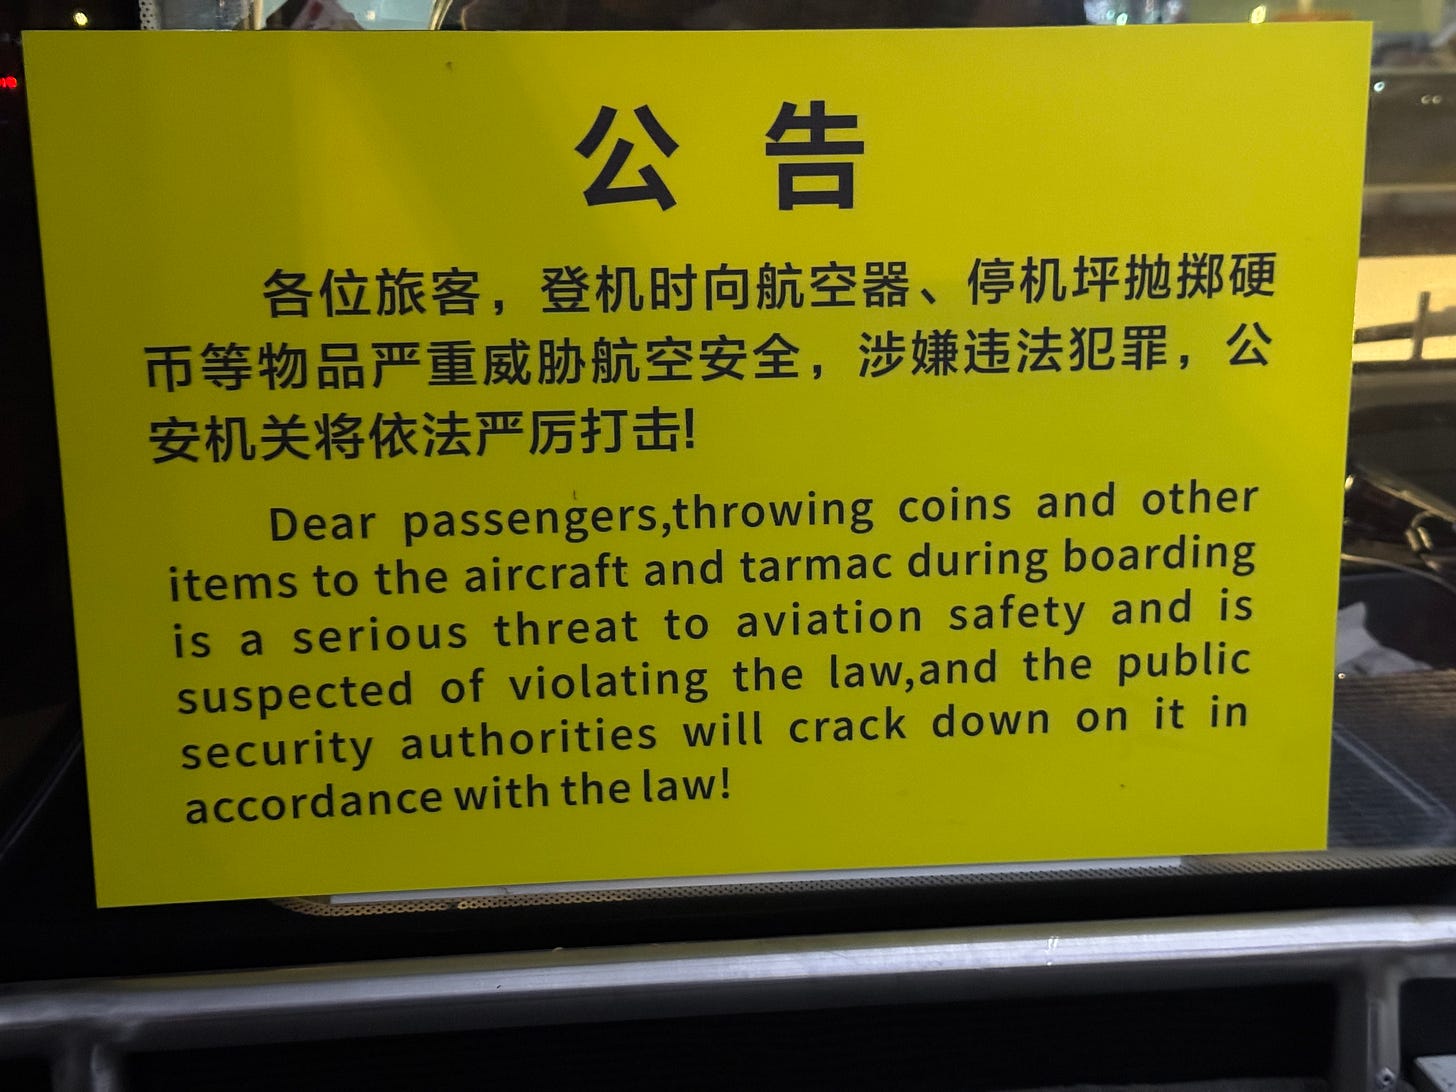 公 告
各位旅客，登机时向航空器、停机坪抛掷硬
币等物品严重威胁航空安全，涉嫌违法犯罪，公
安机关将依法严厉打击!
Dear passengers,throwing coins and other
items to the aircraft and tarmac during boarding
is a serious threat to aviation safety and is
suspected of violating the law,and the public
security authorities will crack down on it in
accordance with the law!